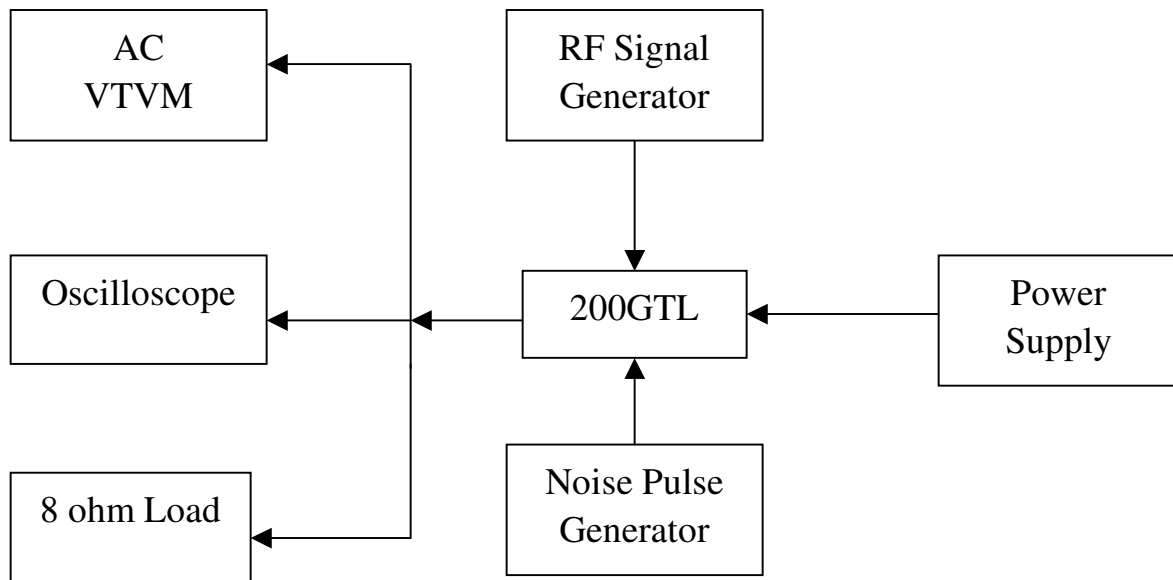 AC
VTVM
RF Signal
Generator
Oscilloscope
200GTL
Power
Supply
8 ohm Load
Noise Pulse
Generator